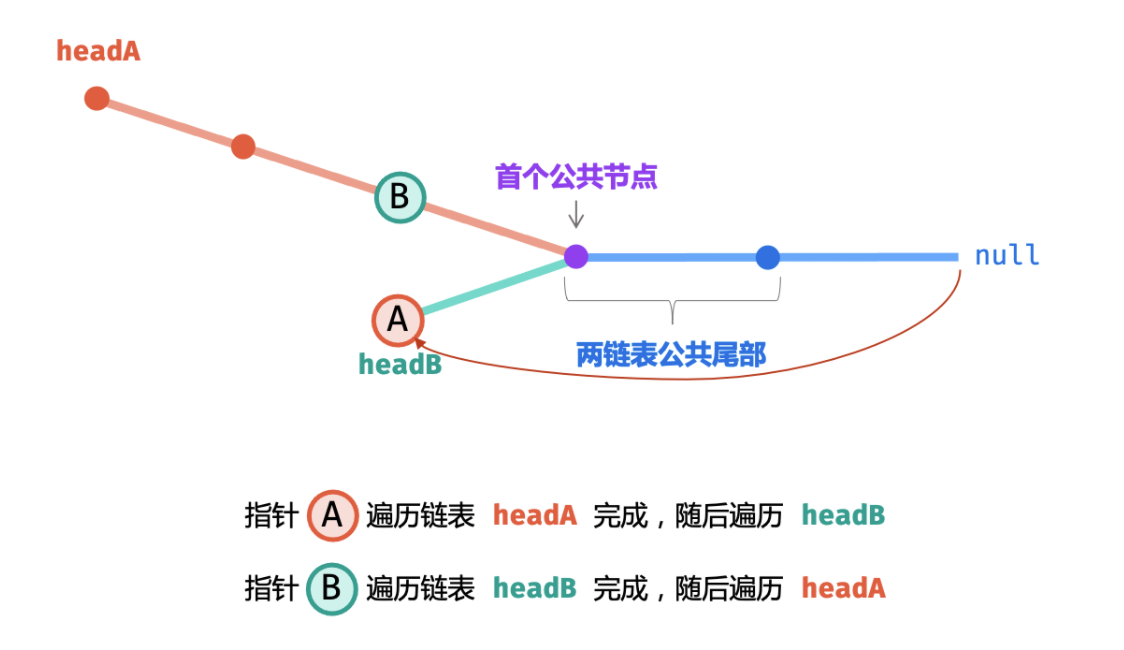 headA
首个公共节点
B
null
A
两链表公共尾部
headB
指针 A 遍历链表 headA 完成，随后遍历 headB
指针 B 遍历链表 headB 完成，随后遍历 headA